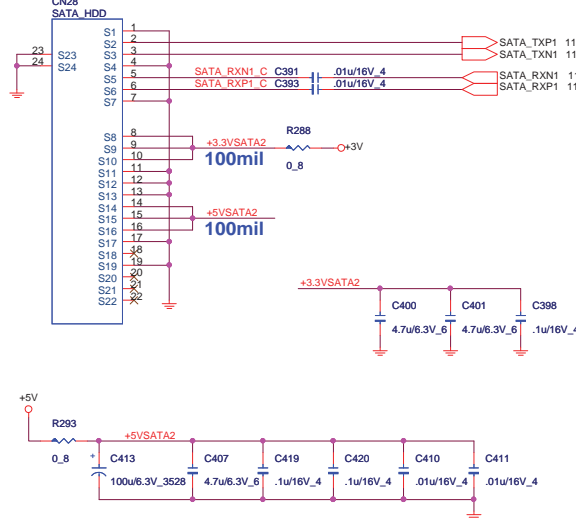 CN28
SATA_HDD
S1 1
S2 2 SATA_TXP1 11
S3 3 SATA_TXN1 11
23 S23 S4 4
24 S24 S5 5 SATA_RXN1_C C391 .01u/16V_4 SATA_RXN1 11
S6 6 SATA_RXP1_C C393 .01u/16V_4 SATA_RXP1 11
S7 7
R288
S8 8
S9 9 +3.3VSATA2 +3V
S10 10 100mil 0_8
S11 11
S12 12
S13 13
S14 14
S15 15 +5VSATA2
S16 16 100mil
S17 17
S18 18
S19 19
S20 20
S21 21
S22 22
+3.3VSATA2
C400 C401 C398
4.7u/6.3V_6 4.7u/6.3V_6 .1u/16V_4
+5V
R293
+5VSATA2
0_8
+ C413 C407 C419 C420 C410 C411
100u/6.3V_3528 4.7u/6.3V_6 .1u/16V_4 .1u/16V_4 .01u/16V_4 .01u/16V_4